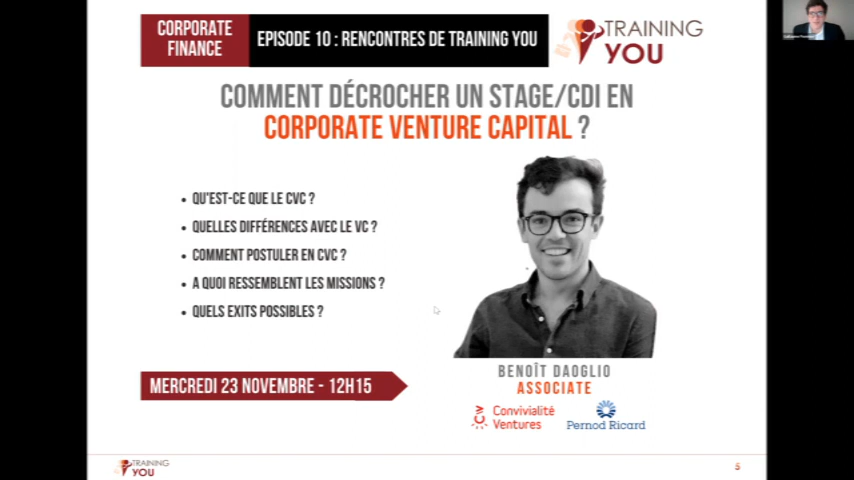 CORPORATE
FINANCE
EPISODE 10 : RENCONTRES DE TRAINING YOU
TRAINING
YOU
COMMENT DÉCROCHER UN STAGE/CDI EN
CORPORATE VENTURE CAPITAL ?
• QU'EST-CE QUE LE CVC ?
• QUELLES DIFFÉRENCES AVEC LE VC ?
• COMMENT POSTULER EN CVC ?
• A QUOI RESSEMBLENT LES MISSIONS ?
• QUELS EXITS POSSIBLES ?
MERCREDI 23 NOVEMBRE - 12H15
BENOÎT DAOGLIO
ASSOCIATE
Convivialité
Ventures
Pernod Ricard
TRAINING
YOU
5